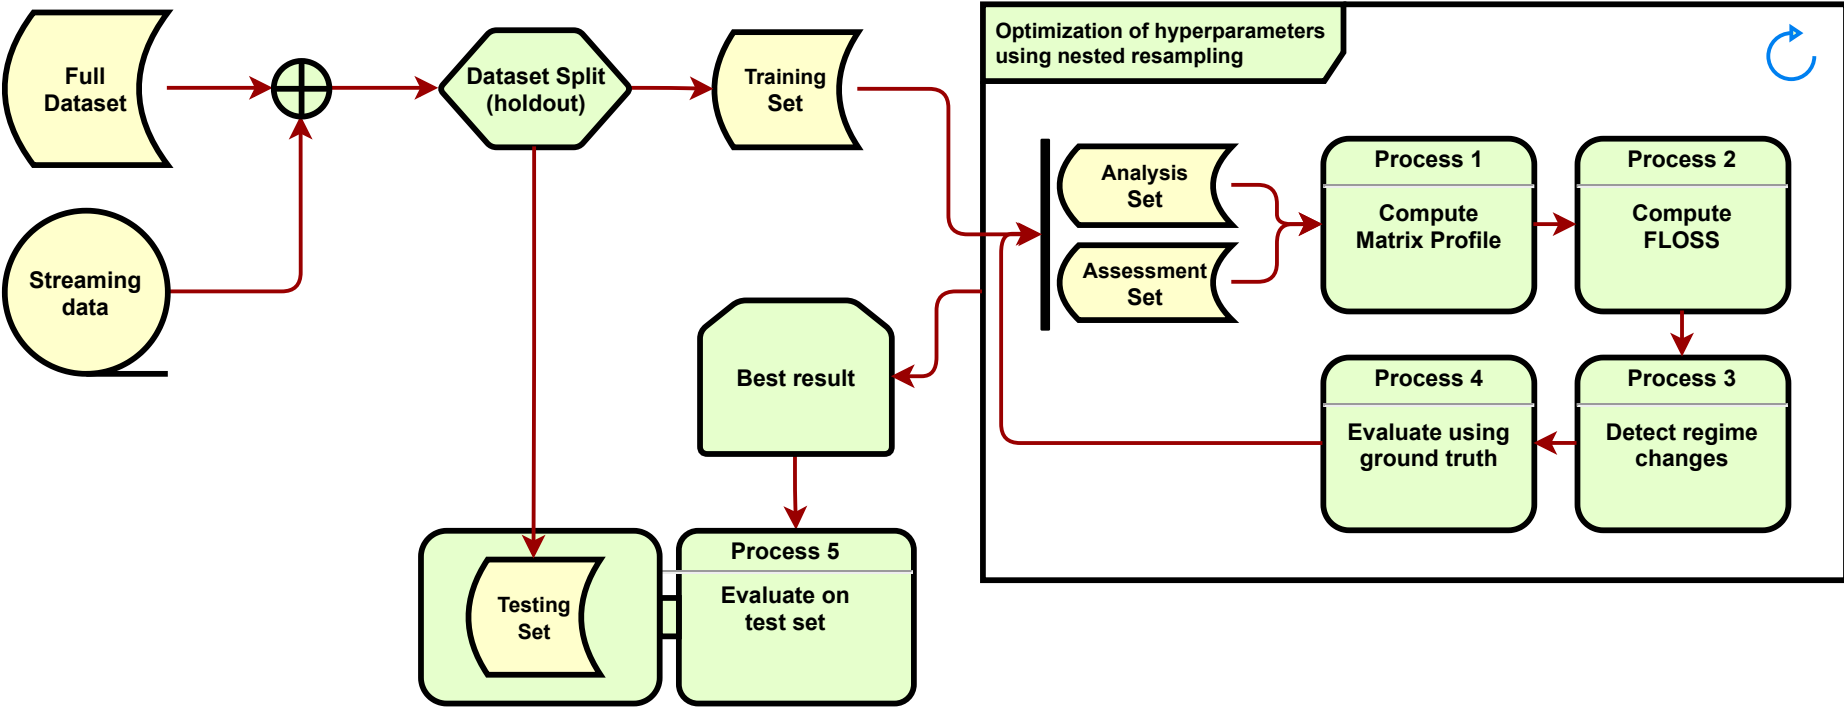 Full
Dataset
Streaming
data
Dataset Split
(holdout)
Training
Set
Optimization of hyperparameters
using nested resampling
Analysis
Set
Assessment
Set
Process 1
Compute
Matrix Profile
Process 2
Compute
FLOSS
Process 3
Detect regime
changes
Process 4
Evaluate using
ground truth
Best result
Testing
Set
Process 5
Evaluate on
test set